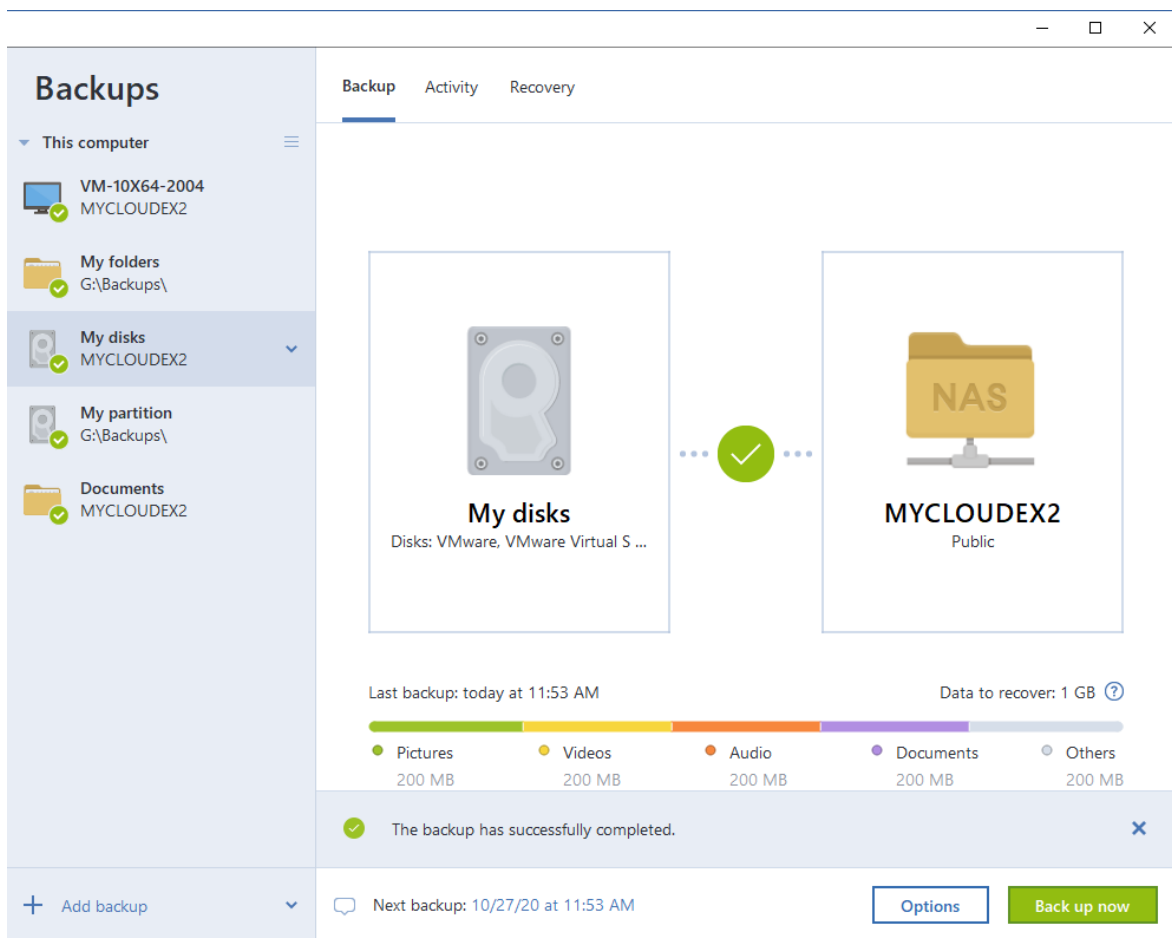 Backups
This computer
VM-10X64-2004
MYCLOUDEX2
My folders
G:\Backups\
My disks
MYCLOUDEX2
My partition
G:\Backups\
Documents
MYCLOUDEX2
Add backup
Backup Activity Recovery
NAS
My disks
Disks: VMware, VMware Virtual S ...
MYCLOUDEX2
Public
Last backup: today at 11:53 AM Data to recover: 1 GB ?
Pictures Videos Audio Documents Others
200 MB 200 MB 200 MB 200 MB 200 MB
The backup has successfully completed.
Next backup: 10/27/20 at 11:53 AM Options Back up now